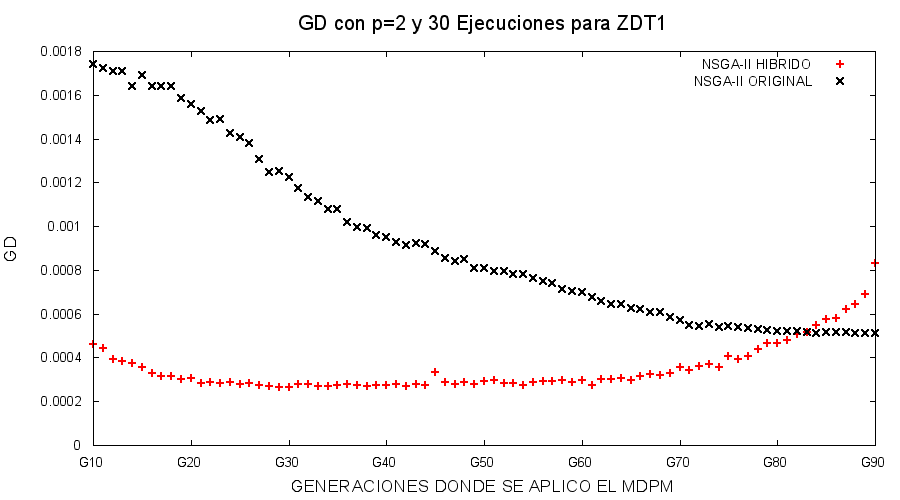 GD con p=2 y 30 Ejecuciones para ZDT1
NSGA-II HIBRIDO
NSGA-II ORIGINAL
0.0018
0.0016
0.0014
0.0012
0.001
0.0008
0.0006
0.0004
0.0002
0
GD
G10 G20 G30 G40 G50 G60 G70 G80 G90
GENERACIONES DONDE SE APLICO EL MDPM